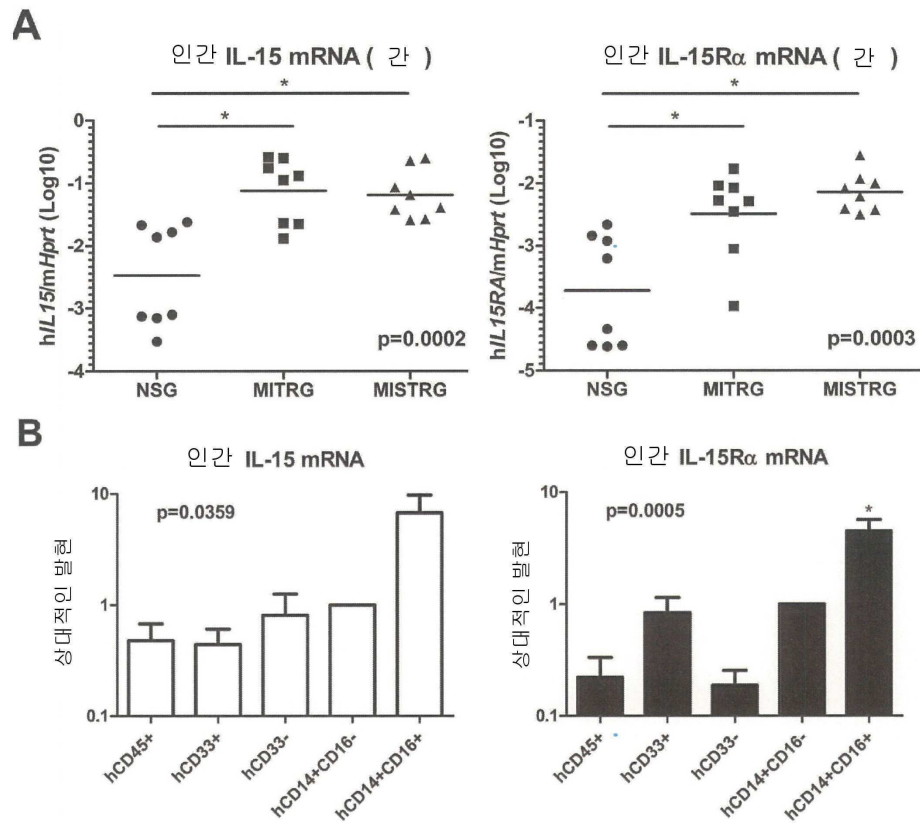 A
인간 IL-15 mRNA ( 간 )
*
*
hIL15/mHprt (Log10)
0
-1
-2
-3
-4
p=0.0002
NSG
MITRG
MISTRG
인간 IL-15Rα mRNA ( 간 )
*
*
hIL15RA/mHprt (Log10)
-1
-2
-3
-4
-5
p=0.0003
NSG
MITRG
MISTRG
B
인간 IL-15 mRNA
p=0.0359
상대적인 발현
10
1
0.1
hCD45+
hCD33+
hCD33-
hCD14+CD16-
hCD14+CD16+
인간 IL-15Rα mRNA
p=0.0005
*
상대적인 발현
10
1
0.1
hCD45+
hCD33+
hCD33-
hCD14+CD16-
hCD14+CD16+